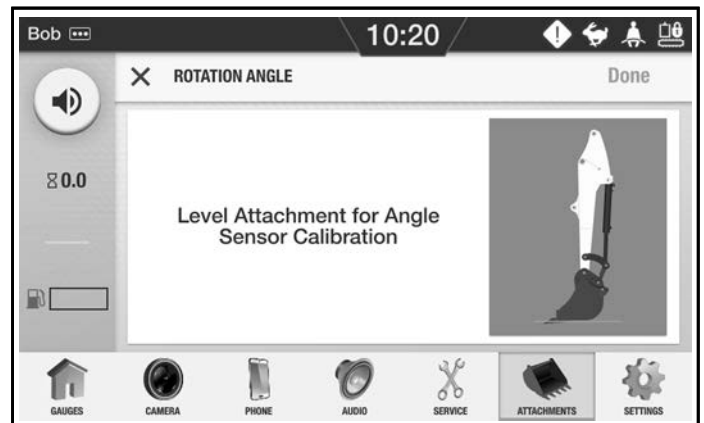 Bob
10:20
ROTATION ANGLE
Done
0.0
Level Attachment for Angle
Sensor Calibration
GAUGES
CAMERA
PHONE
AUDIO
SERVICE
ATTACHMENTS
SETTINGS